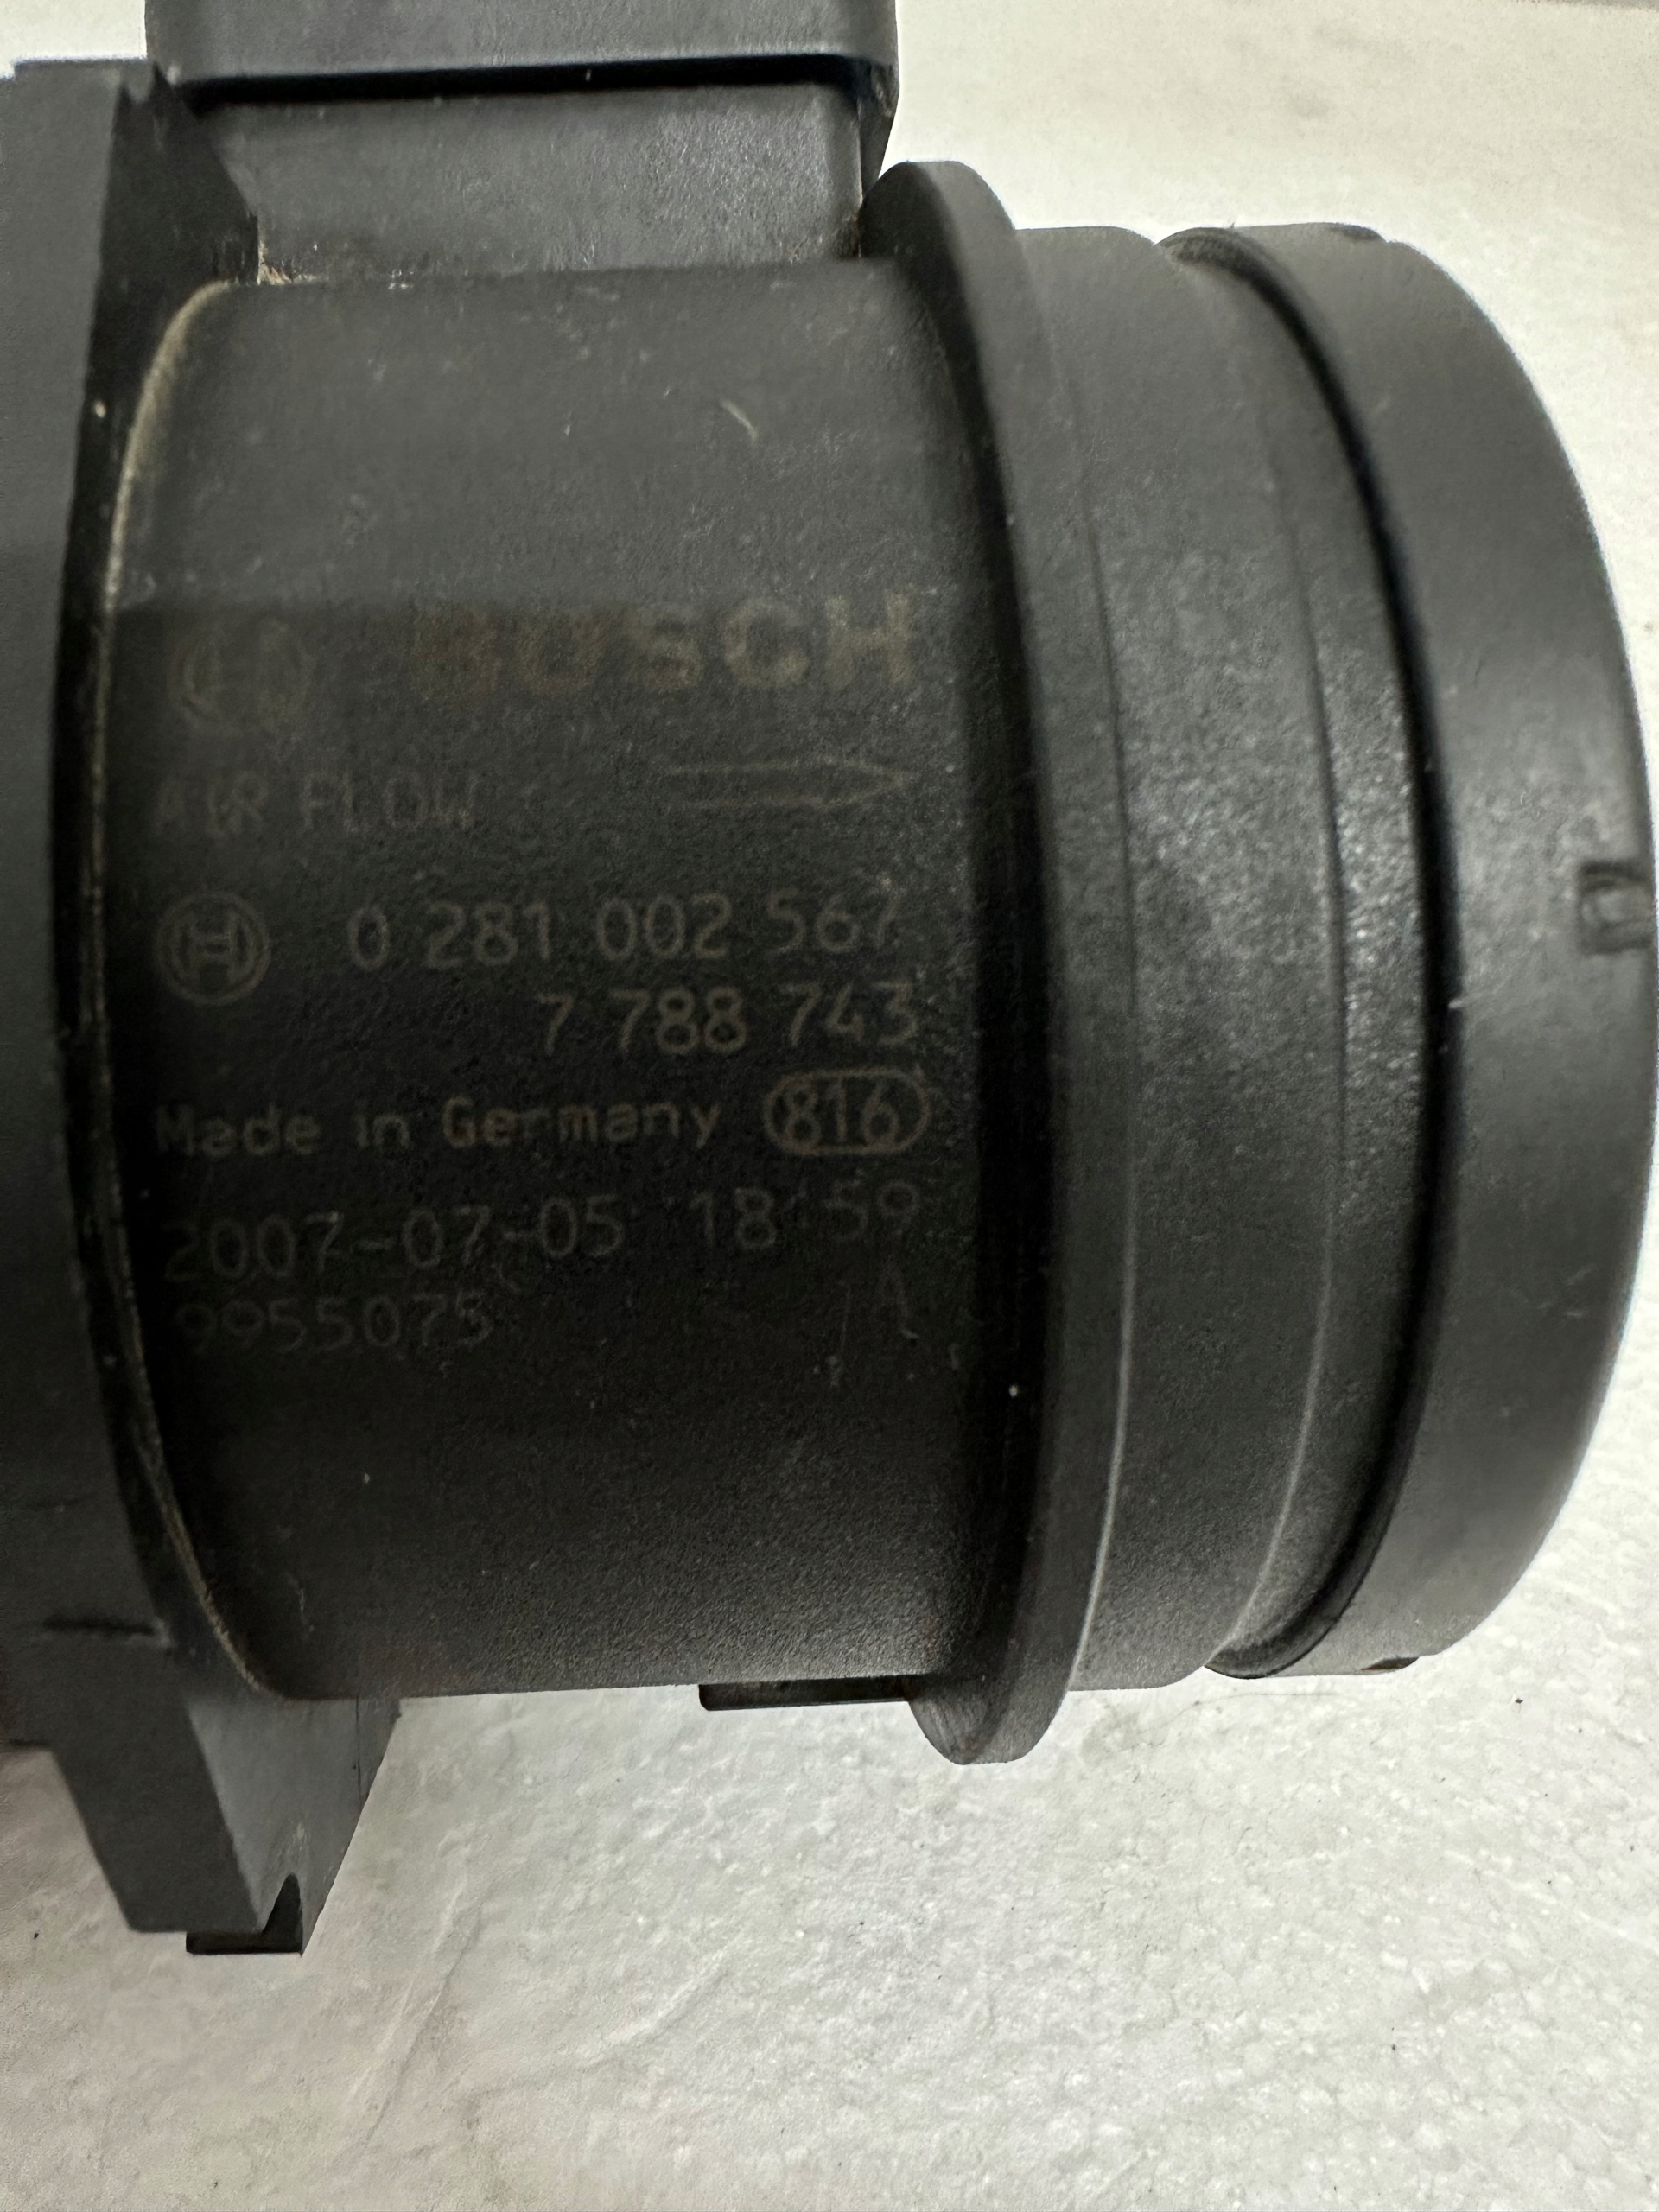 BOSCH
AIR FLOW
0 281 002 567
7 788 743
Made in Germany 816
2007-07-05 18:59
9955075 A